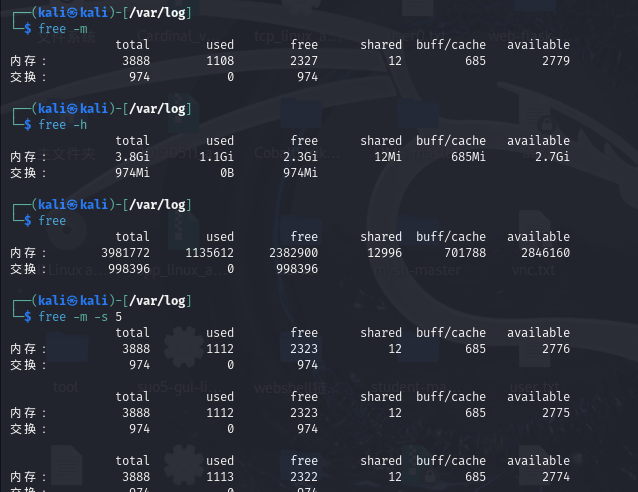 ┌──(kali㉿kali)-[/var/log]
└─$ free -m
total used free shared buff/cache available
内存： 3888 1108 2327 12 685 2779
交换： 974 0 974
┌──(kali㉿kali)-[/var/log]
└─$ free -h
total used free shared buff/cache available
内存： 3.8Gi 1.1Gi 2.3Gi 12Mi 685Mi 2.7Gi
交换： 974Mi 0B 974Mi
┌──(kali㉿kali)-[/var/log]
└─$ free
total used free shared buff/cache available
内存： 3981772 1135612 2382900 12996 701788 2846160
交换： 998396 0 998396
┌──(kali㉿kali)-[/var/log]
└─$ free -m -s 5
total used free shared buff/cache available
内存： 3888 1112 2323 12 685 2776
交换： 974 0 974
total used free shared buff/cache available
内存： 3888 1112 2323 12 685 2775
交换： 974 0 974
total used free shared buff/cache available
内存： 3888 1113 2322 12 685 2774
交换： 974 0 974